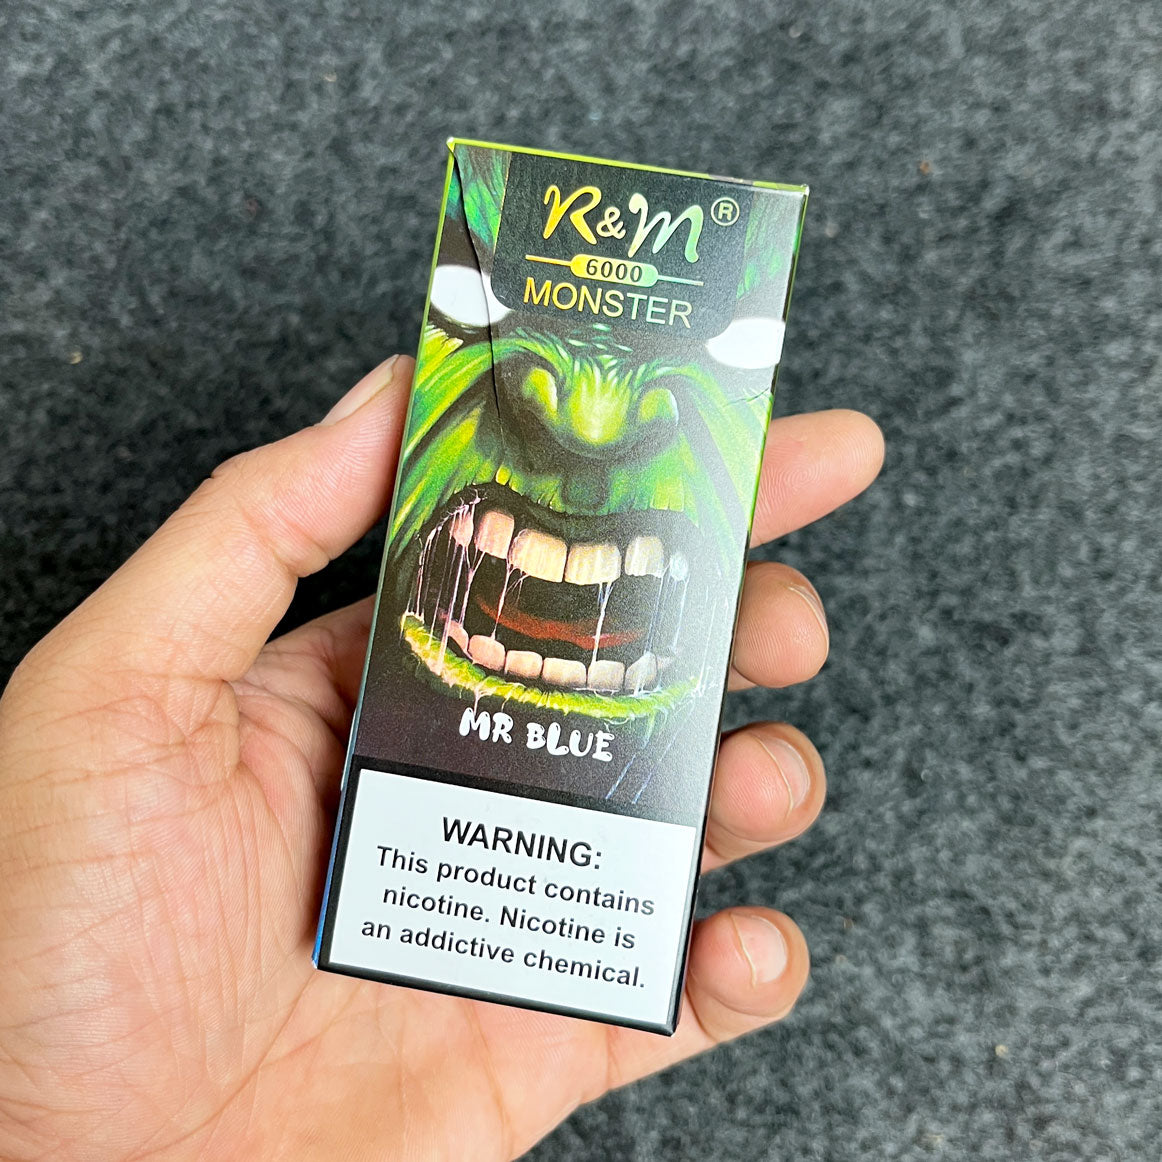 R&M®
6000
MONSTER
MR BLUE
WARNING:
This product contains
nicotine. Nicotine is
an addictive chemical.